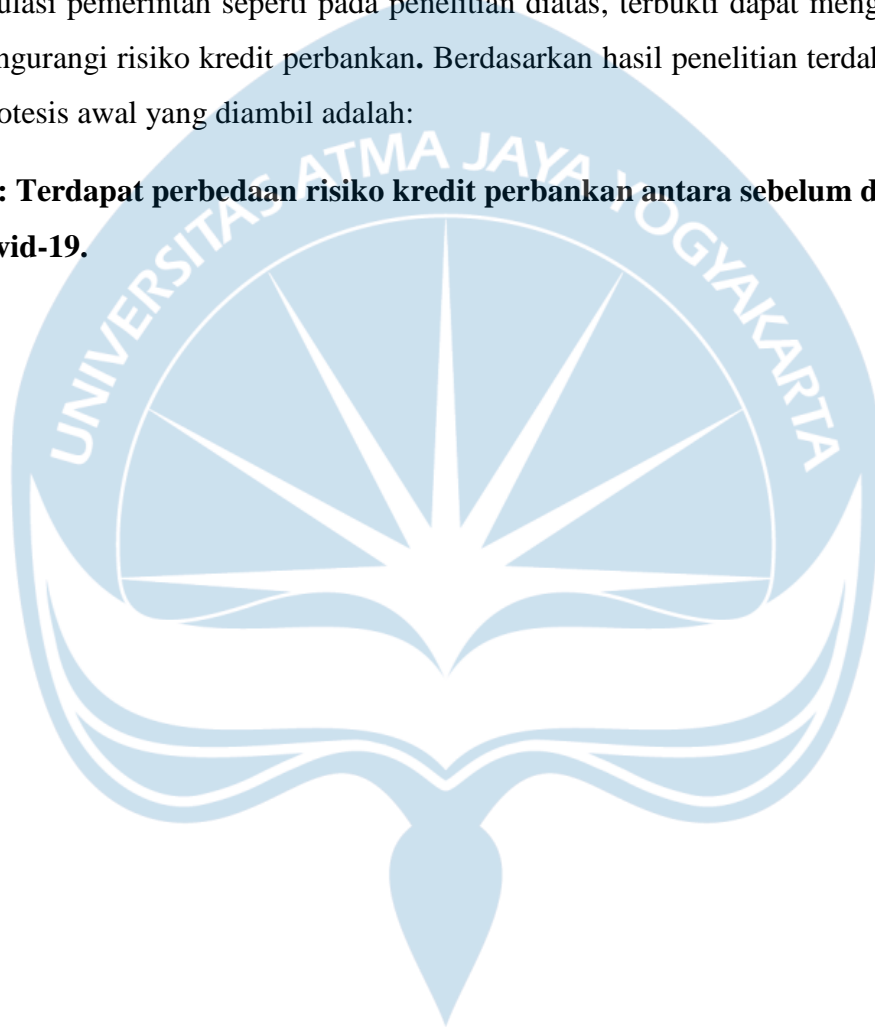 ulasi pemerintah seperti pada penelitian diatas, terbukti dapat meng
ngurangi risiko kredit perbankan. Berdasarkan hasil penelitian terdal
otesis awal yang diambil adalah:
: Terdapat perbedaan risiko kredit perbankan antara sebelum d
vid-19.
UNIVERSITAS ATMA JAYA YOGYAKARTA